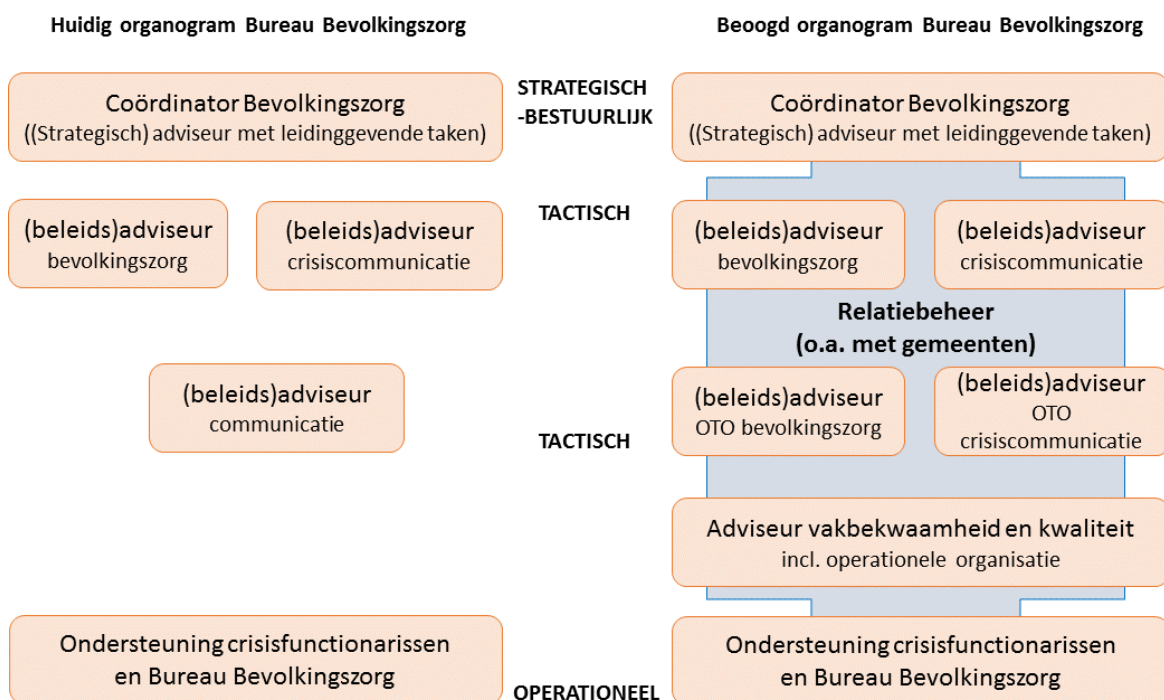 Huidig organogram Bureau Bevolkingszorg
Beoogd organogram Bureau Bevolkingszorg
Coördinator Bevolkingszorg
((Strategisch) adviseur met leidinggevende taken)
STRATEGISCH
-BESTUURLIJK
Coördinator Bevolkingszorg
((Strategisch) adviseur met leidinggevende taken)
(beleids)adviseur
bevolkingszorg
(beleids)adviseur
crisiscommunicatie
TACTISCH
(beleids)adviseur
bevolkingszorg
(beleids)adviseur
crisiscommunicatie
Relatiebeheer
(o.a. met gemeenten)
(beleids)adviseur
communicatie
TACTISCH
(beleids)adviseur
OTO bevolkingszorg
(beleids)adviseur
OTO
crisiscommunicatie
Adviseur vakbekwaamheid en kwaliteit
incl. operationele organisatie
Ondersteuning crisisfunctionarissen
en Bureau Bevolkingszorg
OPERATIONEEL
Ondersteuning crisisfunctionarissen
en Bureau Bevolkingszorg